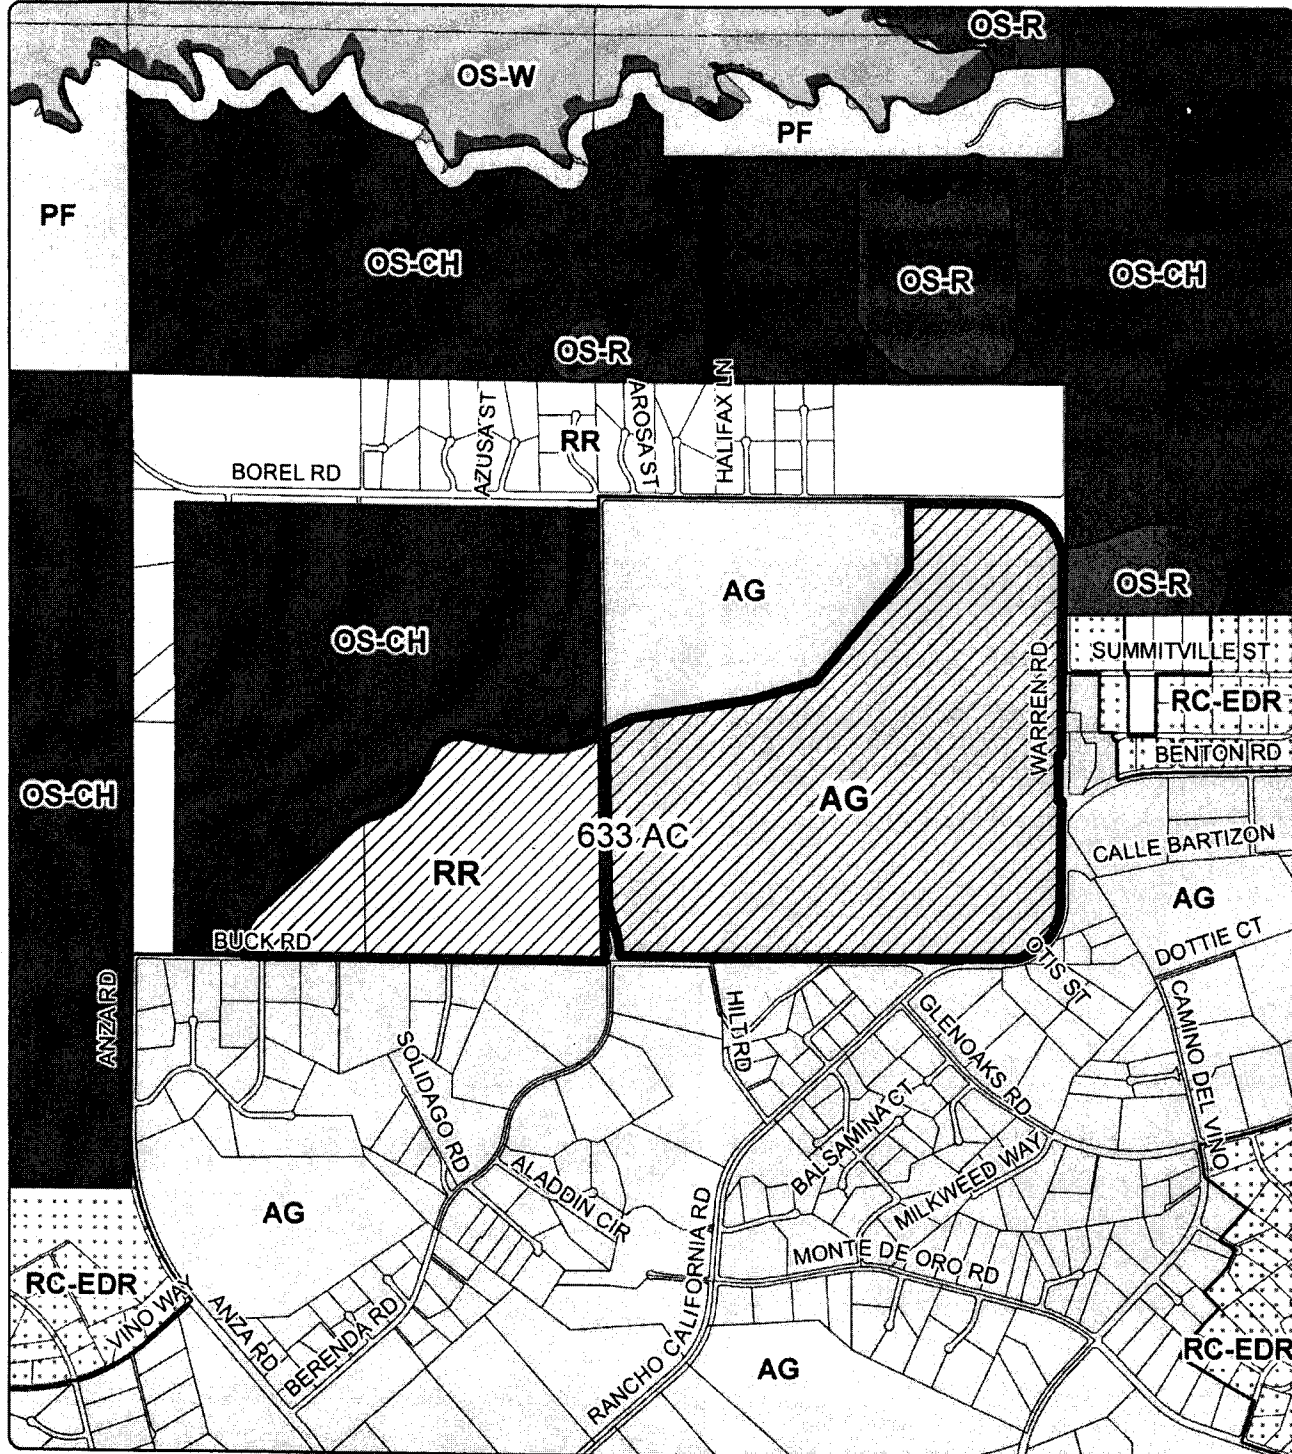 OS-R
OS-W
PF
PF
OS-CH
OS-R
OS-CH
OS-R
AZUSA ST
RR
AROSA ST
HALIFAX LN
BOREL RD
AG
OS-R
OS-CH
WARREN RD
SUMMITVILLE ST
RC-EDR
BENTON RD
OS-CH
AG
633 AC
CALLE BARTIZON
RR
AG
BUCK RD
DOTTIE CT
OTIS ST
ANZA RD
HILT RD
GLENOAKS RD
CAMINO DEL VINO
SOLIDAGO RD
BALSAMINA CT
MILKWEED WAY
ALADDIN CIR
AG
RANCHO CALIFORNIA RD
MONTE DE ORO RD
RC-EDR
VINO WAY
ANZA RD
BERENDA RD
AG
RC-EDR